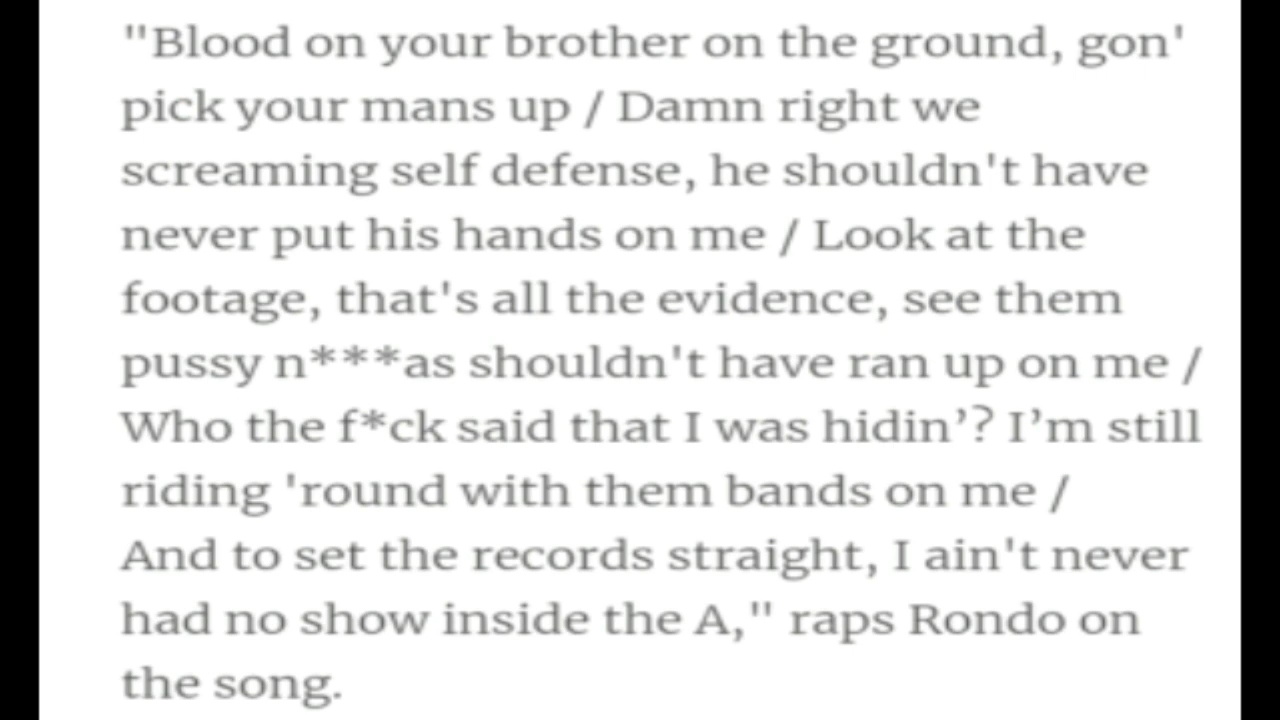 "Blood on your brother on the ground, gon'
pick your mans up / Damn right we
screaming self defense, he shouldn't have
never put his hands on me / Look at the
footage, that's all the evidence, see them
pussy n***as shouldn't have ran up on me /
Who the f*ck said that I was hidin’? I’m still
riding 'round with them bands on me /
And to set the records straight, I ain't never
had no show inside the A," raps Rondo on
the song.